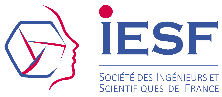 iESF
SOCIÉTÉ DES INGÉNIEURS ET
SCIENTIFIQUES DE FRANCE